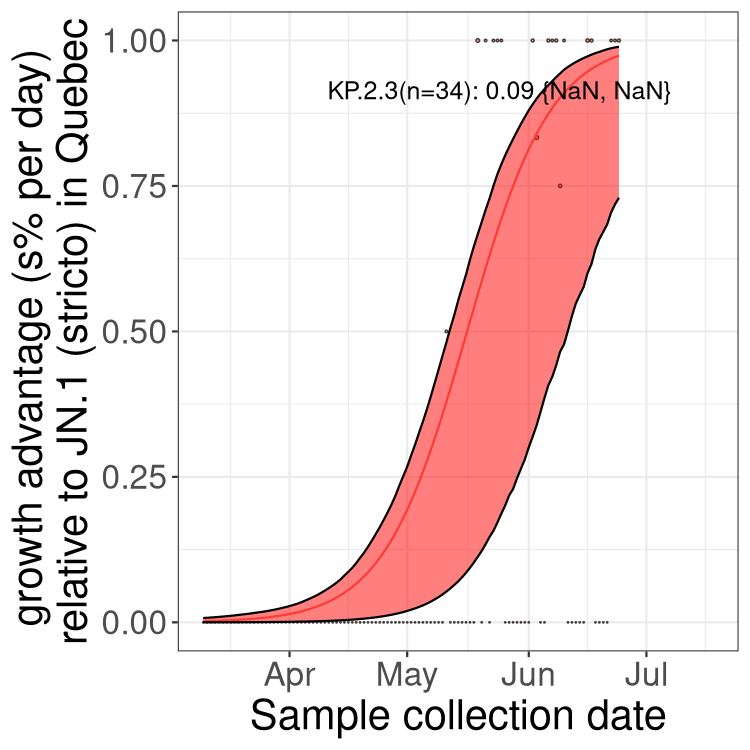 growth advantage (s% per day)
relative to JN.1 (stricto) in Quebec
1.00
0.75
0.50
0.25
0.00
KP.2.3(n=34): 0.09 {NaN, NaN}
Apr
May
Jun
Jul
Sample collection date